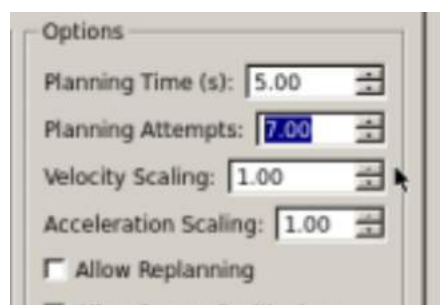 Options
Planning Time (s): 5.00
Planning Attempts: 7.00
Velocity Scaling: 1.00
Acceleration Scaling: 1.00
Allow Replanning